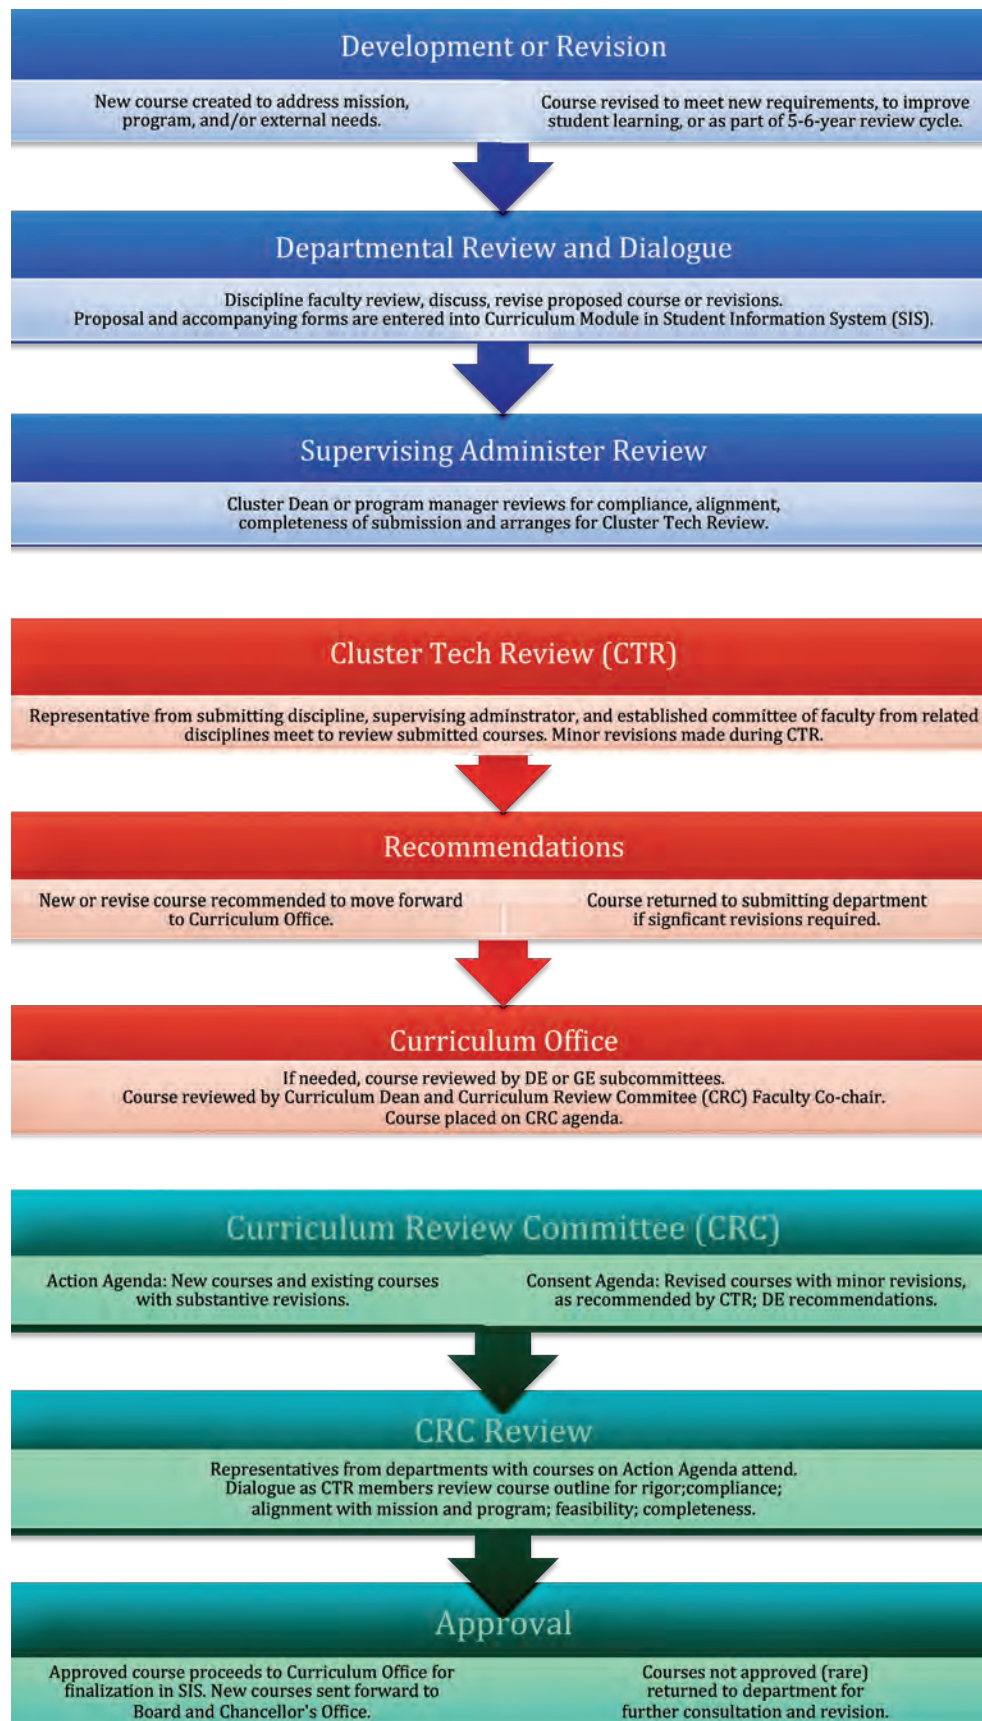 Development or Revision
New course created to address mission,
program, and/or external needs.
Course revised to meet new requirements, to improve
student learning, or as part of 5-6-year review cycle.
Departmental Review and Dialogue
Discipline faculty review, discuss, revise proposed course or revisions.
Proposal and accompanying forms are entered into Curriculum Module in Student Information System (SIS).
Supervising Administer Review
Cluster Dean or program manager reviews for compliance, alignment,
completeness of submission and arranges for Cluster Tech Review.
Cluster Tech Review (CTR)
Representative from submitting discipline, supervising adminstrator, and established committee of faculty from related
disciplines meet to review submitted courses. Minor revisions made during CTR.
Recommendations
New or revise course recommended to move forward
to Curriculum Office.
Course returned to submitting department
if signficant revisions required.
Curriculum Office
If needed, course reviewed by DE or GE subcommittees.
Course reviewed by Curriculum Dean and Curriculum Review Commitee (CRC) Faculty Co-chair.
Course placed on CRC agenda.
Curriculum Review Committee (CRC)
Action Agenda: New courses and existing courses
with substantive revisions.
Consent Agenda: Revised courses with minor revisions,
as recommended by CTR; DE recommendations.
CRC Review
Representatives from departments with courses on Action Agenda attend.
Dialogue as CTR members review course outline for rigor;compliance;
alignment with mission and program; feasibility; completeness.
Approval
Approved course proceeds to Curriculum Office for
finalization in SIS. New courses sent forward to
Board and Chancellor's Office.
Courses not approved (rare)
returned to department for
further consultation and revision.